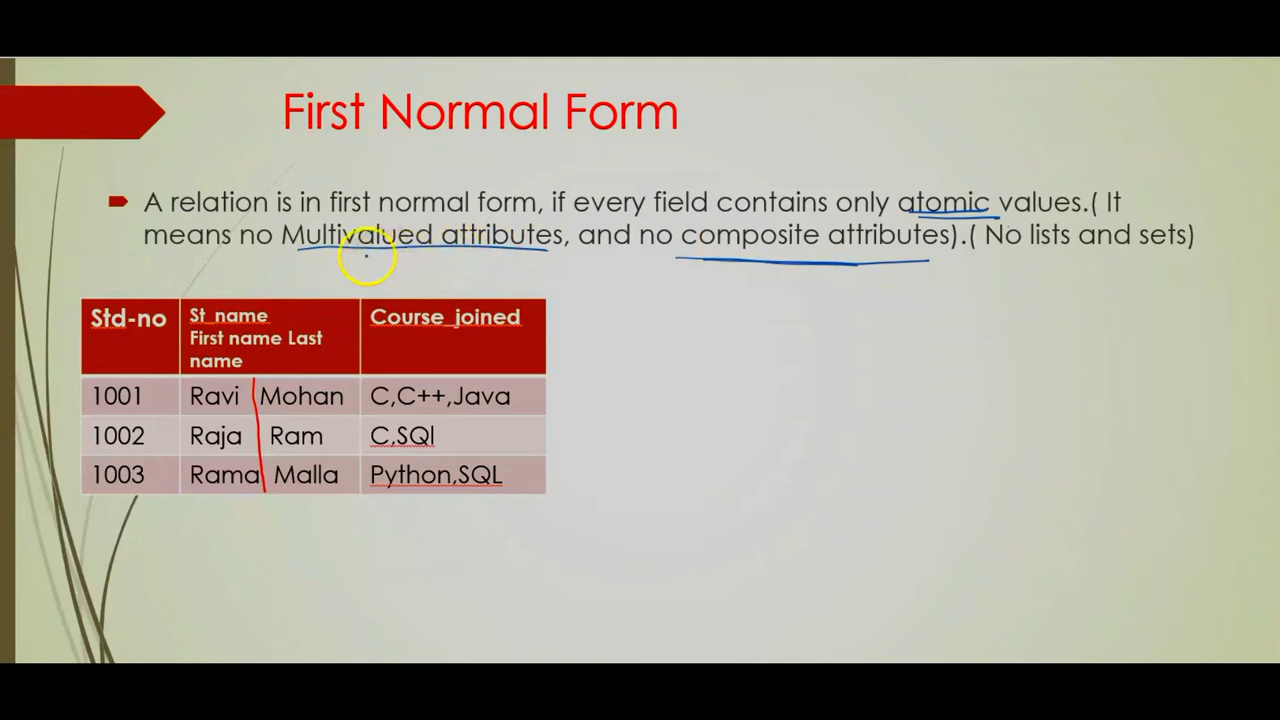 First Normal Form
A relation is in first normal form, if every field contains only atomic values.( It
means no Multivalued attributes, and no composite attributes).( No lists and sets)
Std-no St_name Course_joined
First name Last
name
1001 Ravi Mohan C,C++,Java
1002 Raja Ram C,SQl
1003 Rama Malla Python,SQL